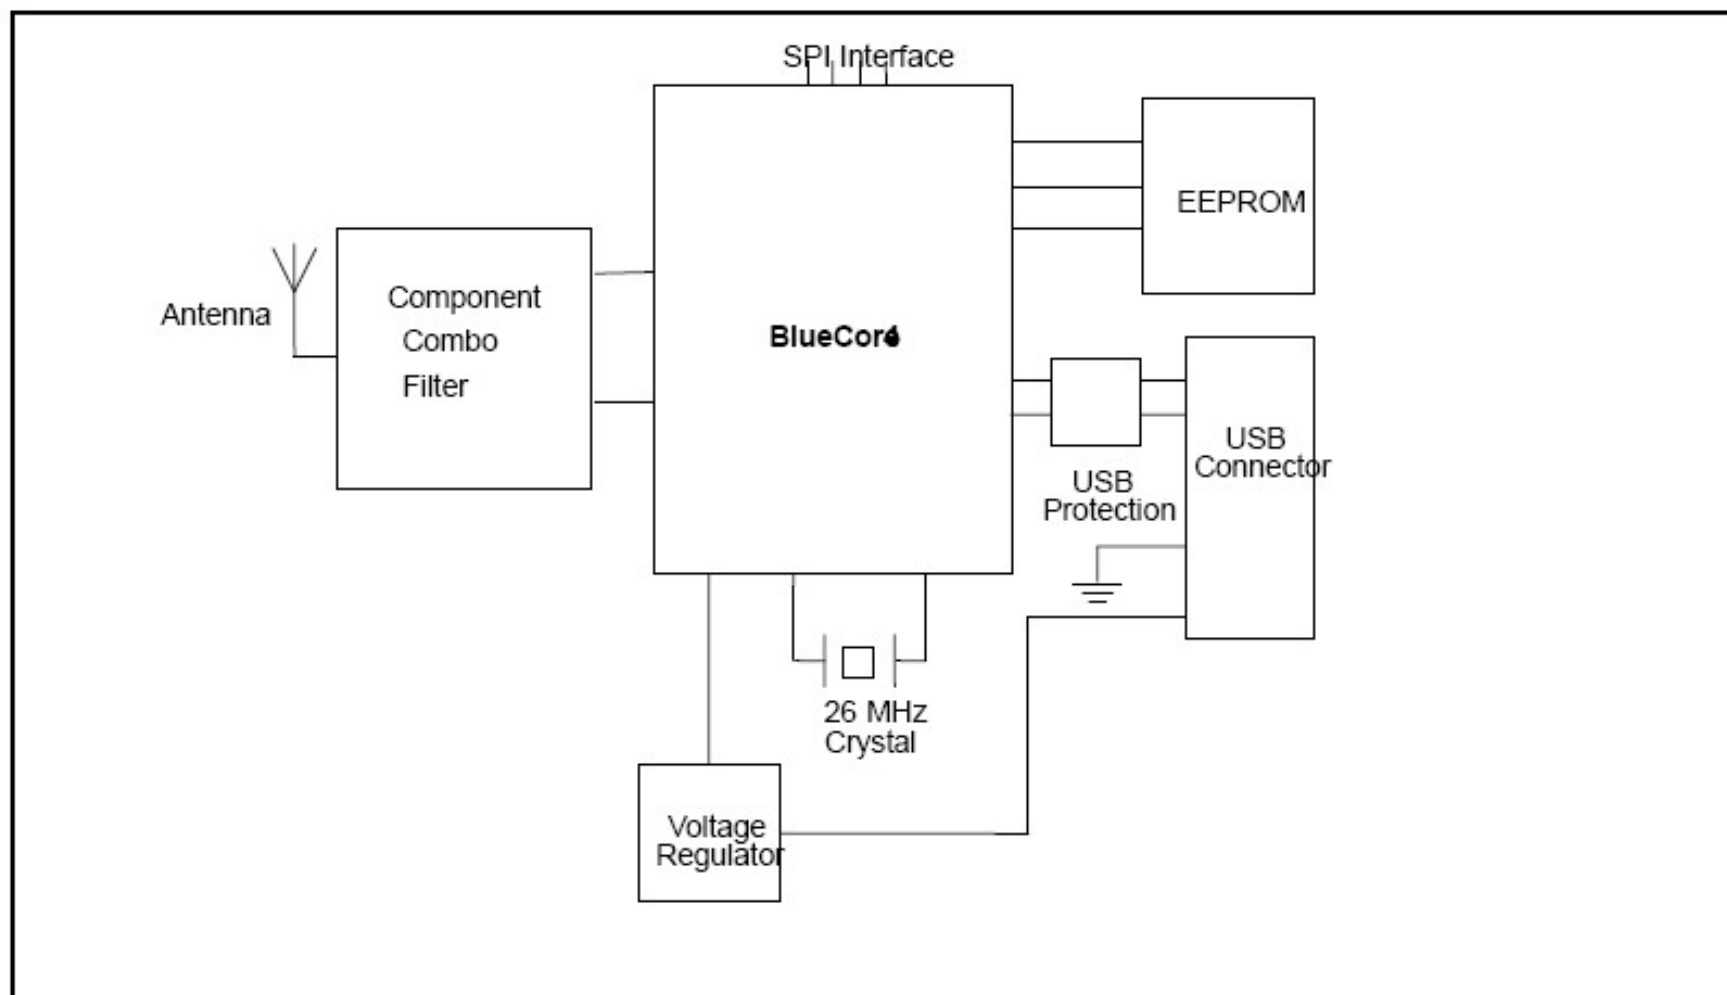 SPI Interface
EEPROM
Antenna
Component
Combo
Filter
BlueCore
USB
Connector
USB
Protection
26 MHz
Crystal
Voltage
Regulator